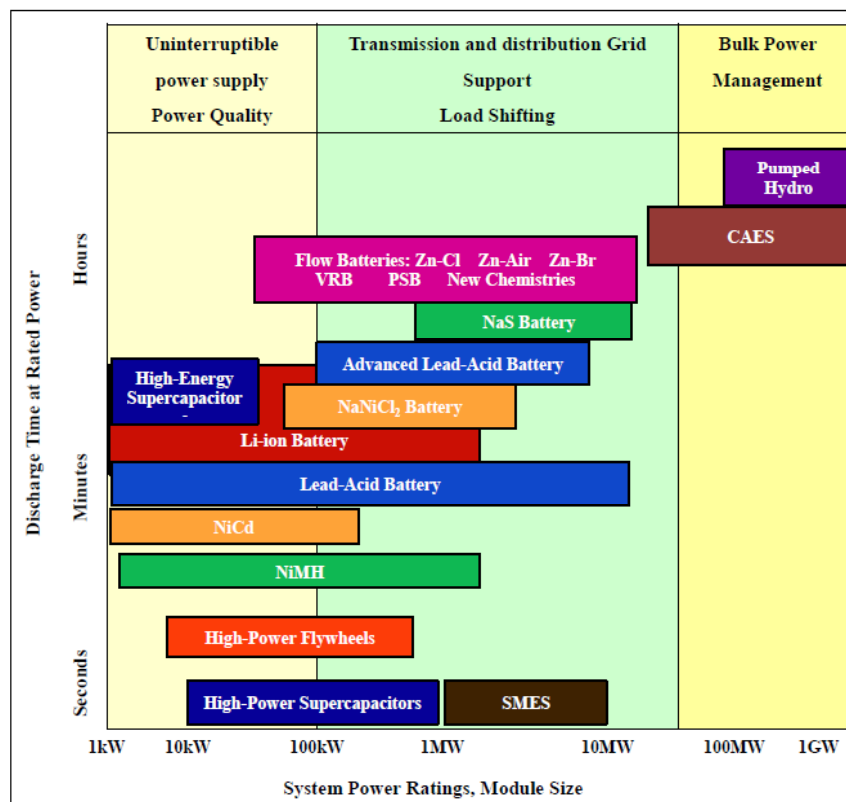 Uninterruptible
power supply
Power Quality
Transmission and distribution Grid
Support
Load Shifting
Bulk Power
Management
Discharge Time at Rated Power
Hours
Minutes
Seconds
Pumped
Hydro
CAES
Flow Batteries: Zn-Cl Zn-Air Zn-Br
VRB PSB New Chemistries
NaS Battery
Advanced Lead-Acid Battery
High-Energy
Supercapacitor
-
NaNiCl₂ Battery
Li-ion Battery
Lead-Acid Battery
NiCd
NiMH
High-Power Flywheels
High-Power Supercapacitors
SMES
1kW 10kW 100kW 1MW 10MW 100MW 1GW
System Power Ratings, Module Size